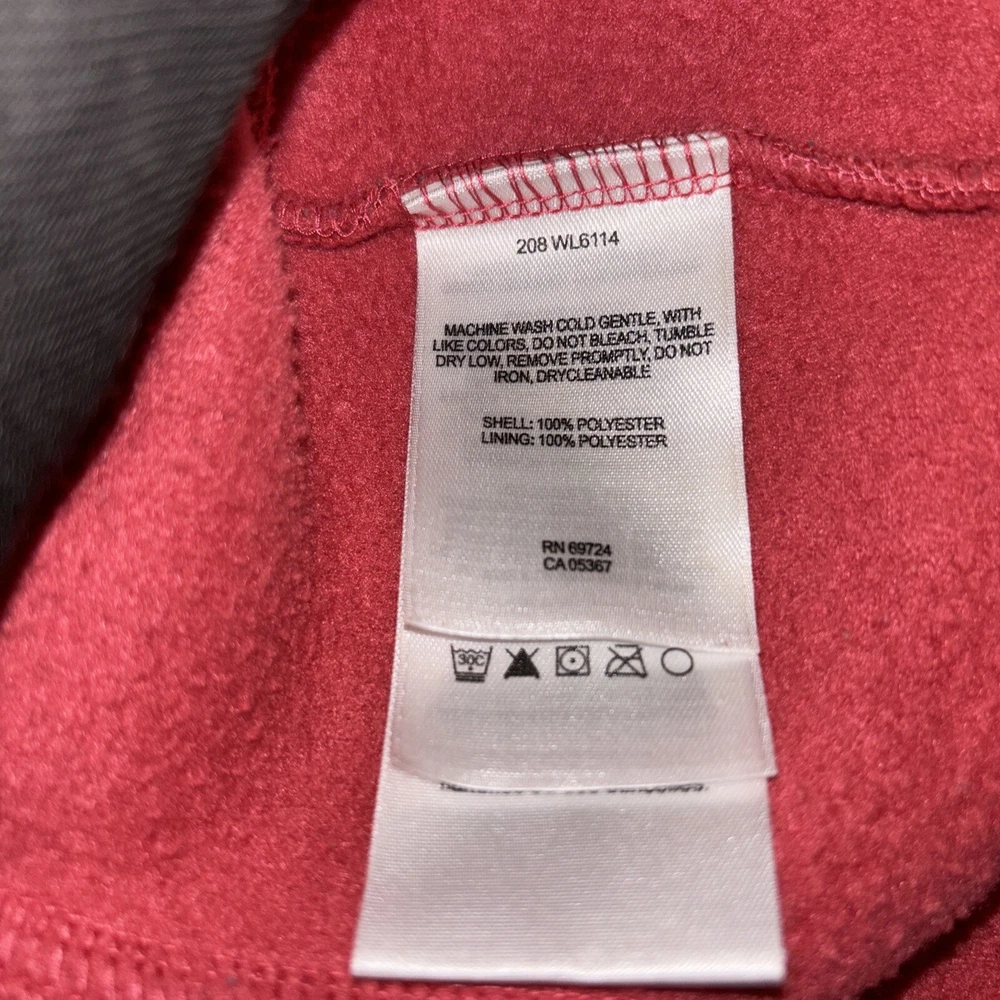 208 WL6114
MACHINE WASH COLD GENTLE, WITH
LIKE COLORS, DO NOT BLEACH, TUMBLE
DRY LOW, REMOVE PROMPTLY, DO NOT
IRON, DRYCLEANABLE
SHELL: 100% POLYESTER
LINING: 100% POLYESTER
RN 69724
CA 05367
30C